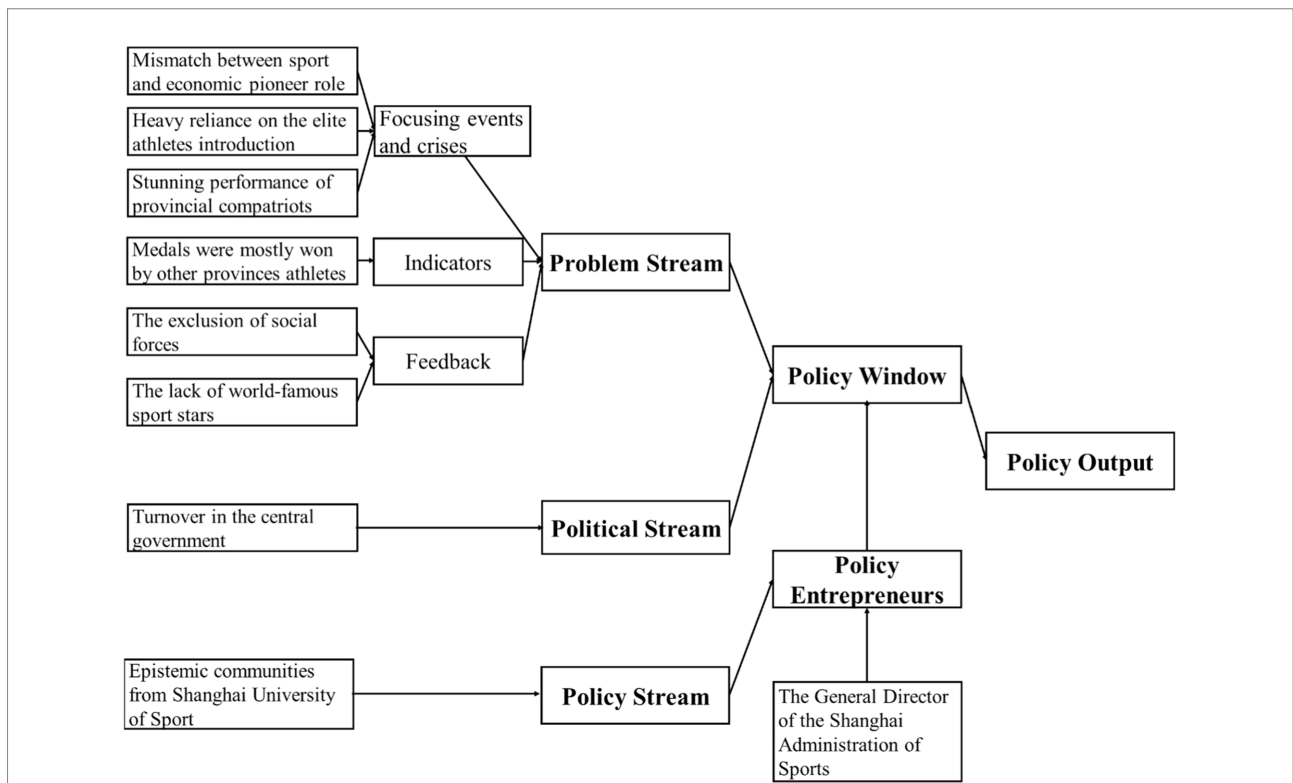 Mismatch between sport
and economic pioneer role
Heavy reliance on the elite
athletes introduction
Stunning performance of
provincial compatriots
Focusing events
and crises
Medals were mostly won
by other provinces athletes
Indicators
The exclusion of social
forces
The lack of world-famous
sport stars
Feedback
Problem Stream
Turnover in the central
government
Political Stream
Epistemic communities
from Shanghai University
of Sport
Policy Stream
Policy Window
Policy
Entrepreneurs
The General Director
of the Shanghai
Administration of
Sports
Policy Output